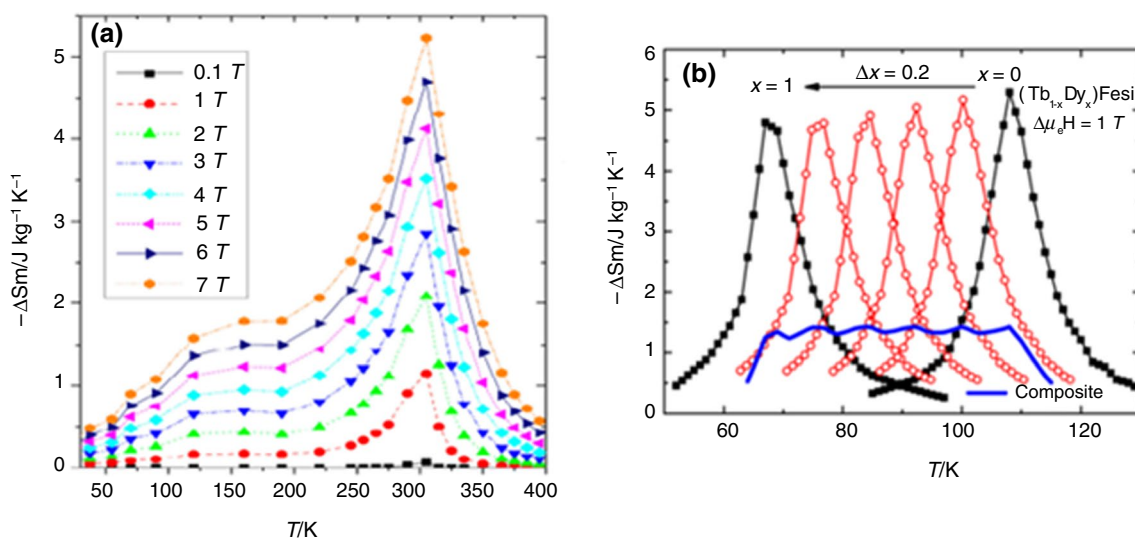 (a)
5
4
3
2
1
0
–ΔSm/J kg⁻¹ K⁻¹
0.1 T
1 T
2 T
3 T
4 T
5 T
6 T
7 T
50 100 150 200 250 300 350 400
T/K
(b)
6
5
4
3
2
1
0
–ΔSm/J kg⁻¹ K⁻¹
x = 1
Δx = 0.2
x = 0
(Tb₁₋ₓDyₓ)Fesi
ΔμₑH = 1 T
Composite
60 80 100 120
T/K